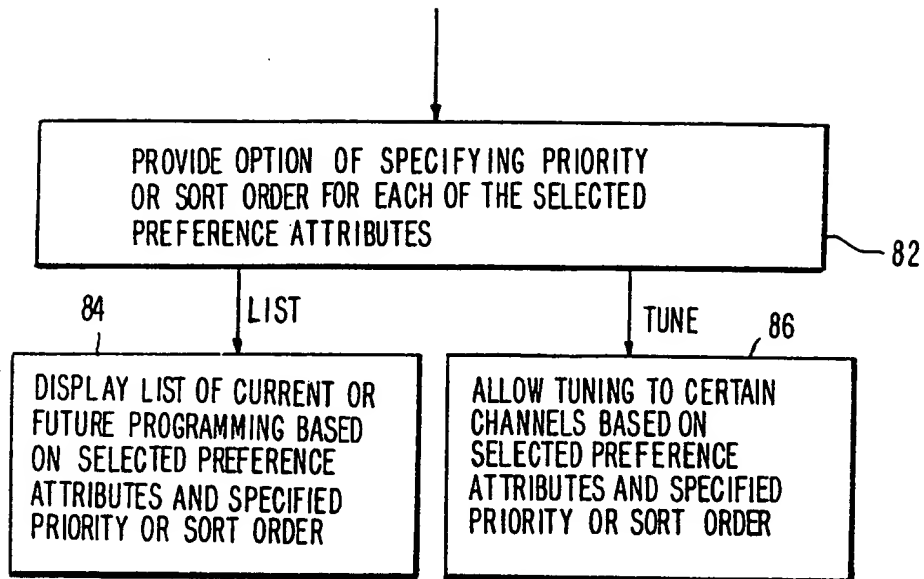 PROVIDE OPTION OF SPECIFYING PRIORITY
OR SORT ORDER FOR EACH OF THE SELECTED
PREFERENCE ATTRIBUTES
82
84
LIST
TUNE
86
DISPLAY LIST OF CURRENT OR
FUTURE PROGRAMMING BASED
ON SELECTED PREFERENCE
ATTRIBUTES AND SPECIFIED
PRIORITY OR SORT ORDER
ALLOW TUNING TO CERTAIN
CHANNELS BASED ON
SELECTED PREFERENCE
ATTRIBUTES AND SPECIFIED
PRIORITY OR SORT ORDER